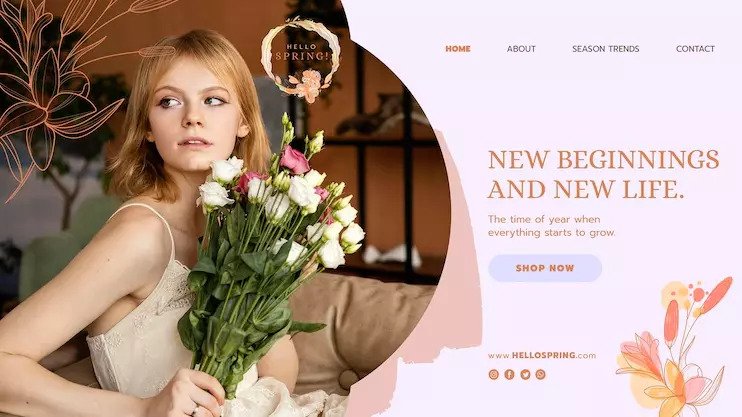 HELLO
SPRING!
HOME
ABOUT
SEASON TRENDS
CONTACT
NEW BEGINNINGS
AND NEW LIFE.
The time of year when
everything starts to grow.
SHOP NOW
www.HELLOSPRING.com